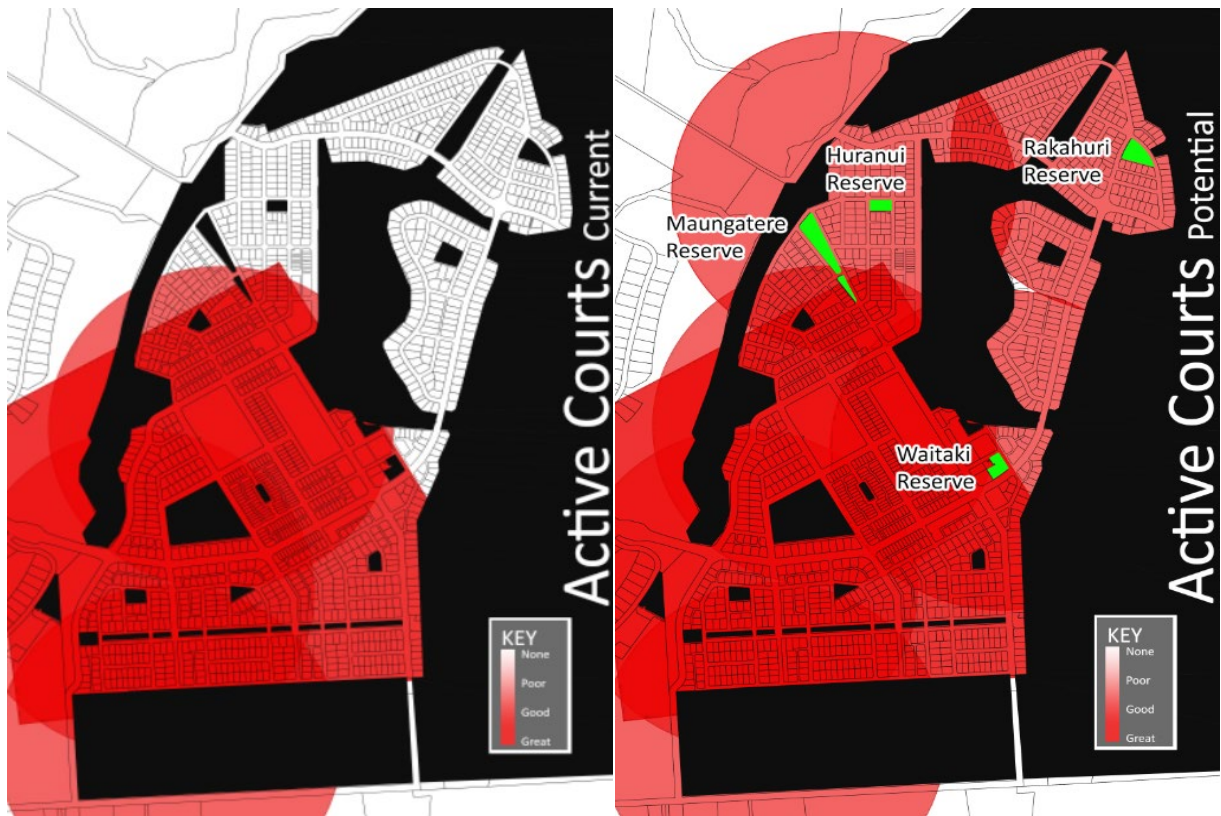 Active Courts Current
KEY
None
Poor
Good
Great
Huranui
Reserve
Rakahuri
Reserve
Maungatere
Reserve
Waitaki
Reserve
Active Courts Potential
KEY
None
Poor
Good
Great